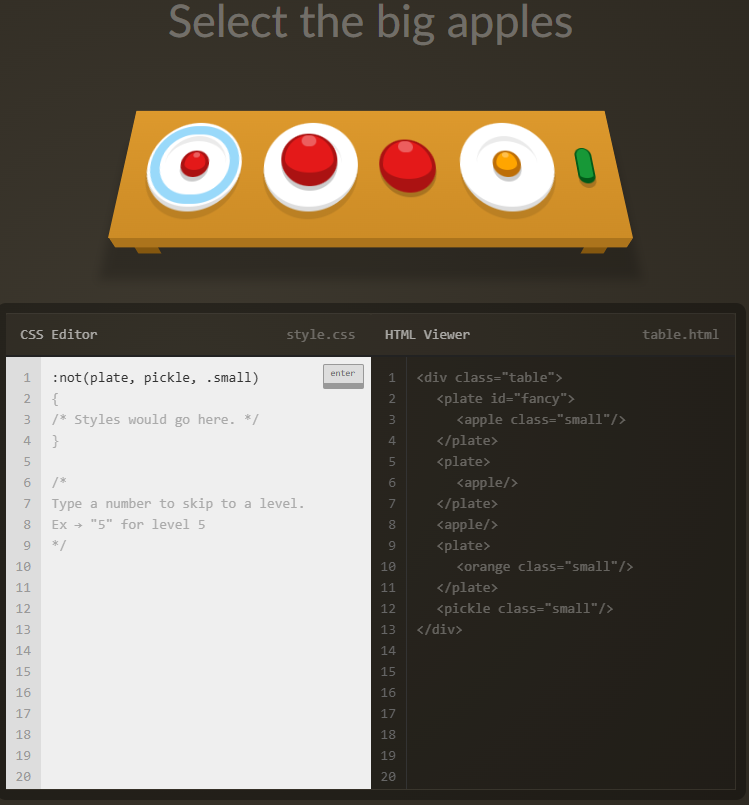 Select the big apples
CSS Editor
style.css
1 :not(plate, pickle, .small)
enter
2 {
3 /* Styles would go here. */
4 }
5
6 /*
7 Type a number to skip to a level.
8 Ex → "5" for level 5
9 */
10
11
12
13
14
15
16
17
18
19
20
HTML Viewer
table.html
1 <div class="table">
2 <plate id="fancy">
3 <apple class="small"/>
4 </plate>
5 <plate>
6 <apple/>
7 </plate>
8 <apple/>
9 <plate>
10 <orange class="small"/>
11 </plate>
12 <pickle class="small"/>
13 </div>
14
15
16
17
18
19
20